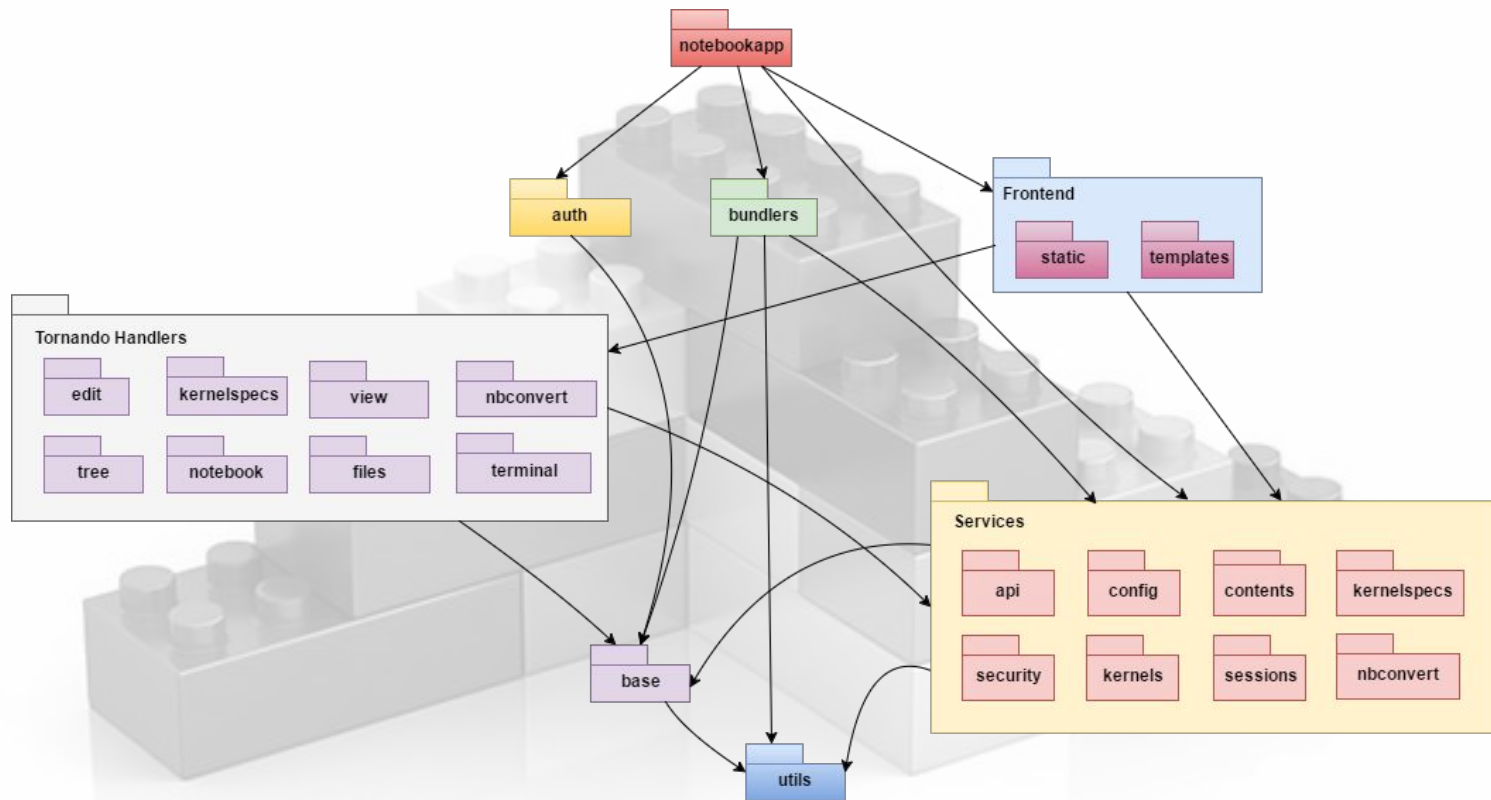 notebookapp
auth
bundlers
Frontend
static
templates
Tornando Handlers
edit
kernelspecs
view
nbconvert
tree
notebook
files
terminal
Services
api
config
contents
kernelspecs
security
kernels
sessions
nbconvert
base
utils